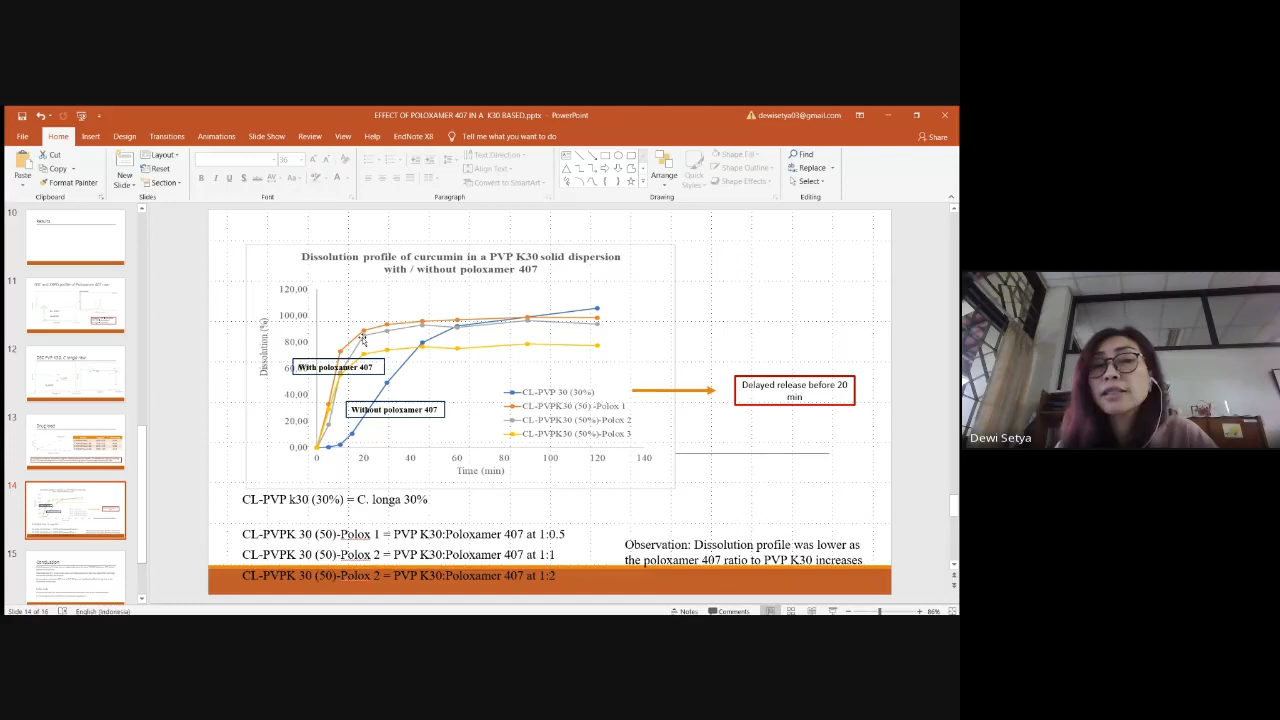 EFFECT OF POLOXAMER 407 IN A K30 BASED.pptx - PowerPoint
dewisetya03@gmail.com
File Home Insert Design Transitions Animations Slide Show Review View Help EndNote X8 Tell me what you want to do
Share
Paste
Cut
Copy
Format Painter
Clipboard
New Slide
Layout
Reset
Section
Slides
36
Font
Text Direction
Align Text
Convert to SmartArt
Paragraph
Arrange
Quick Styles
Shape Fill
Shape Outline
Shape Effects
Drawing
Find
Replace
Select
Editing
10
Results
11
12
13
Drug load
14
15
Conclusion
Dissolution profile of curcumin in a PVP K30 solid dispersion
with / without poloxamer 407
Dissolution (%)
120,00
100,00
80,00
60,00
40,00
20,00
0,00
With poloxamer 407
Without poloxamer 407
CL-PVP 30 (30%)
CL-PVPK30 (50) -Polox 1
CL-PVPK30 (50%)-Polox 2
CL-PVPK30 (50%)-Polox 3
0 20 40 60 80 100 120 140
Time (min)
Delayed release before 20
min
CL-PVP k30 (30%) = C. longa 30%
CL-PVPK 30 (50)-Polox 1 = PVP K30:Poloxamer 407 at 1:0.5
CL-PVPK 30 (50)-Polox 2 = PVP K30:Poloxamer 407 at 1:1
CL-PVPK 30 (50)-Polox 2 = PVP K30:Poloxamer 407 at 1:2
Observation: Dissolution profile was lower as
the poloxamer 407 ratio to PVP K30 increases
Slide 14 of 16 English (Indonesia)
Notes Comments 86%
Dewi Setya